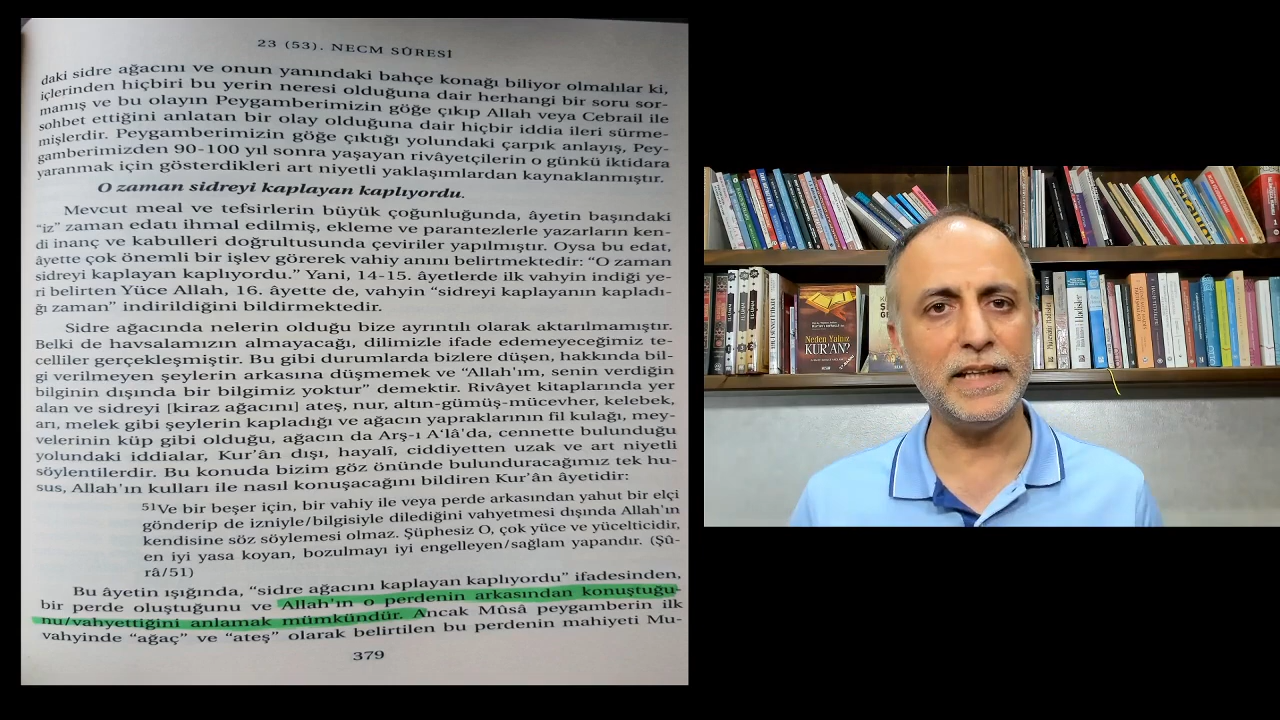 23 (53). NECM SÛRESİ
daki sidre ağacını ve onun yanındaki bahçe konağı biliyor olmalılar ki,
içlerinden hiçbiri bu yerin neresi olduğuna dair herhangi bir soru sor-
mamış ve bu olayın Peygamberimizin göğe çıkıp Allah veya Cebrail ile
sohbet ettiğini anlatan bir olay olduğuna dair hiçbir iddia ileri sürme-
mişlerdir. Peygamberimizin göğe çıktığı yolundaki çarpık anlayış, Pey-
gamberimizden 90-100 yıl sonra yaşayan rivâyetçilerin o günkü iktidara
yaranmak için gösterdikleri art niyetli yaklaşımlardan kaynaklanmıştır.
O zaman sidreyi kaplayan kaplıyordu.
Mevcut meal ve tefsirlerin büyük çoğunluğunda, âyetin başındaki
“iz” zaman edatı ihmal edilmiş, ekleme ve parantezlerle yazarların ken-
di inanç ve kabulleri doğrultusunda çeviriler yapılmıştır. Oysa bu edat,
âyette çok önemli bir işlev görerek vahiy anını belirtmektedir: “O zaman
sidreyi kaplayan kaplıyordu.” Yani, 14-15. âyetlerde ilk vahyin indiği ye-
ri belirten Yüce Allah, 16. âyette de, vahyin “sidreyi kaplayanın kapladı-
ğı zaman” indirildiğini bildirmektedir.
Sidre ağacında nelerin olduğu bize ayrıntılı olarak aktarılmamıştır.
Belki de havsalamızın almayacağı, dilimizle ifade edemeyeceğimiz te-
celliler gerçekleşmiştir. Bu gibi durumlarda bizlere düşen, hakkında bil-
gi verilmeyen şeylerin arkasına düşmemek ve “Allah'ım, senin verdiğin
bilginin dışında bir bilgimiz yoktur” demektir. Rivâyet kitaplarında yer
alan ve sidreyi [kiraz ağacını] ateş, nur, altın-gümüş-mücevher, kelebek,
arı, melek gibi şeylerin kapladığı ve ağacın yapraklarının fil kulağı, mey-
velerinin küp gibi olduğu, ağacın da Arş-ı A‘lâ'da, cennette bulunduğu
yolundaki iddialar, Kur'ân dışı, hayalî, ciddiyetten uzak ve art niyetli
söylentilerdir. Bu konuda bizim göz önünde bulunduracağımız tek hu-
sus, Allah'ın kulları ile nasıl konuşacağını bildiren Kur'ân âyetidir:
51Ve bir beşer için, bir vahiy ile veya perde arkasından yahut bir elçi
gönderip de izniyle/bilgisiyle dilediğini vahyetmesi dışında Allah'ın
kendisine söz söylemesi olmaz. Şüphesiz O, çok yüce ve yücelticidir,
en iyi yasa koyan, bozulmayı iyi engelleyen/sağlam yapandır. (Şû-
râ/51)
Bu âyetin ışığında, “sidre ağacını kaplayan kaplıyordu” ifadesinden,
bir perde oluştuğunu ve Allah'ın o perdenin arkasından konuştuğu-
nu/vahyettiğini anlamak mümkündür. Ancak Mûsâ peygamberin ilk
vahyinde “ağaç” ve “ateş” olarak belirtilen bu perdenin mahiyeti Mu-
379
Neden Yalnız
KUR'AN?